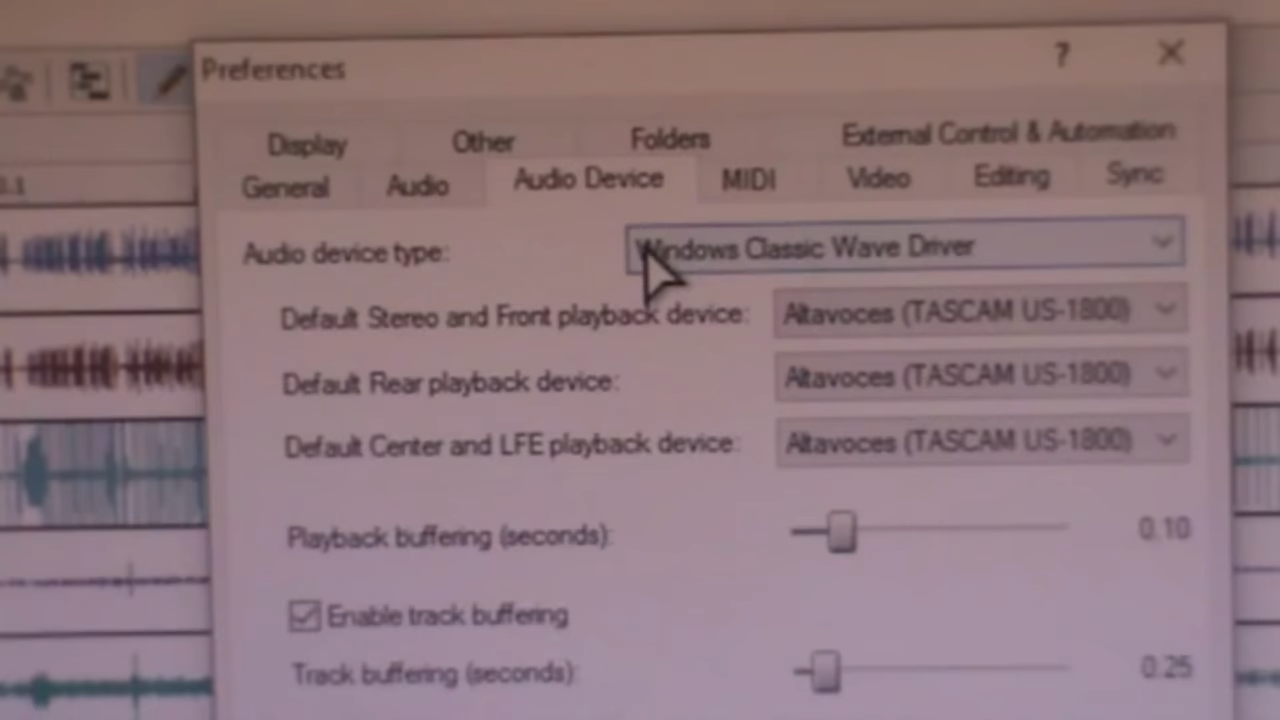 Preferences ? ×
Display Other Folders External Control & Automation
General Audio Audio Device MIDI Video Editing Sync
Audio device type: Windows Classic Wave Driver
Default Stereo and Front playback device: Altavoces (TASCAM US-1800)
Default Rear playback device: Altavoces (TASCAM US-1800)
Default Center and LFE playback device: Altavoces (TASCAM US-1800)
Playback buffering (seconds): 0.10
Enable track buffering
Track buffering (seconds): 0.25